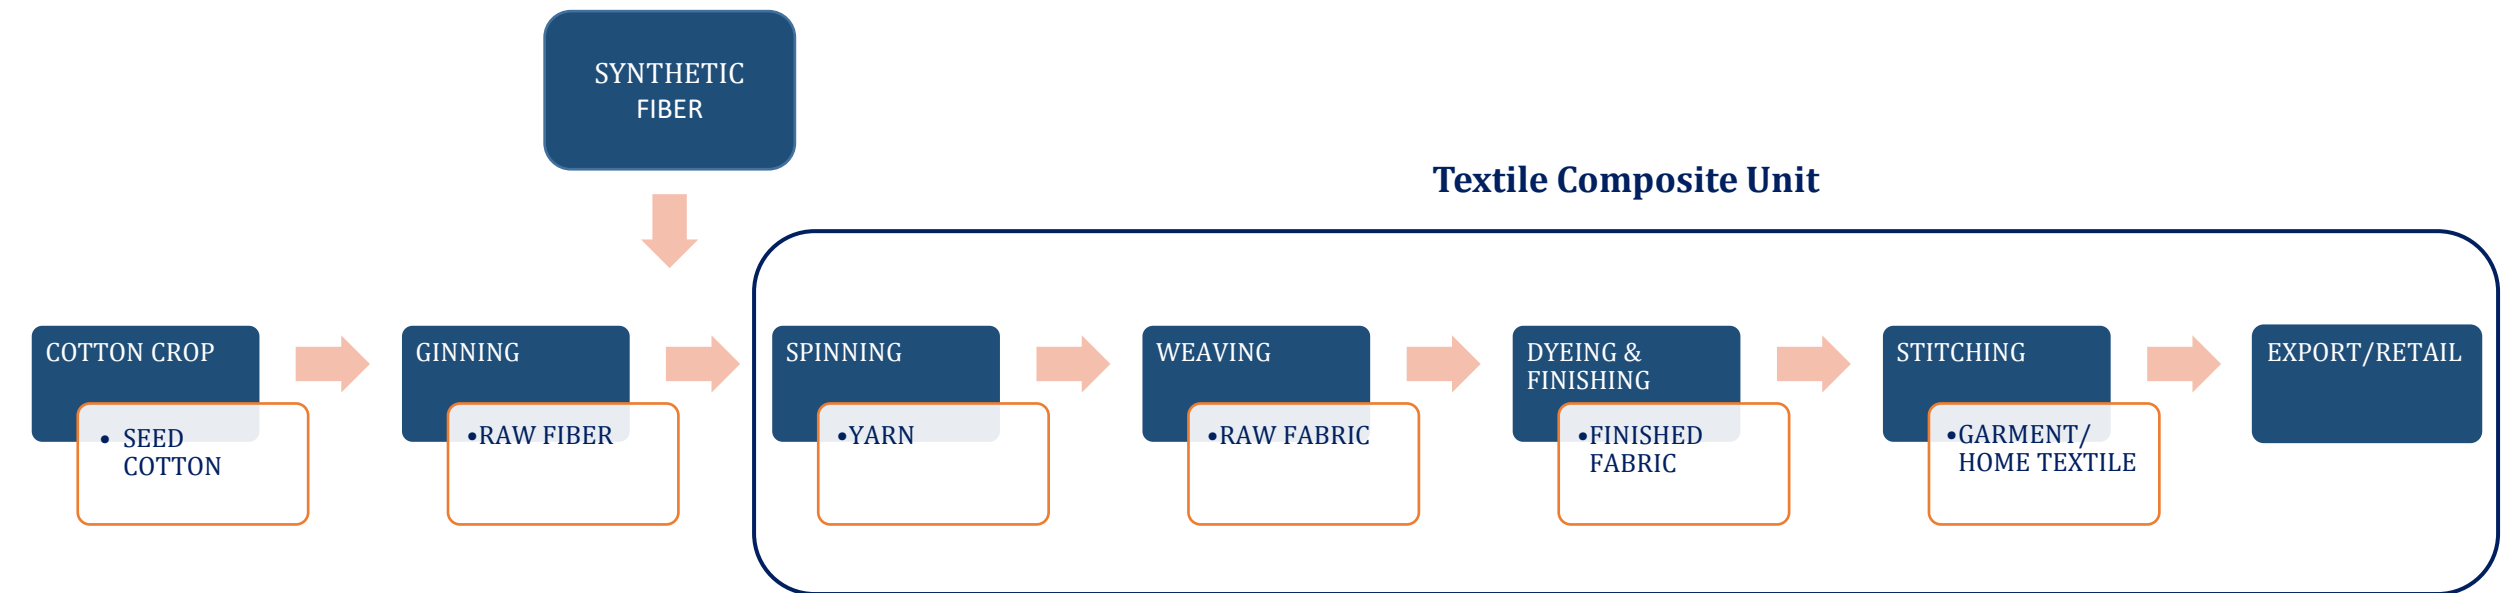 SYNTHETIC
FIBER
Textile Composite Unit
COTTON CROP
• SEED
COTTON
GINNING
•RAW FIBER
SPINNING
•YARN
WEAVING
•RAW FABRIC
DYEING &
FINISHING
•FINISHED
FABRIC
STITCHING
•GARMENT/
HOME TEXTILE
EXPORT/RETAIL